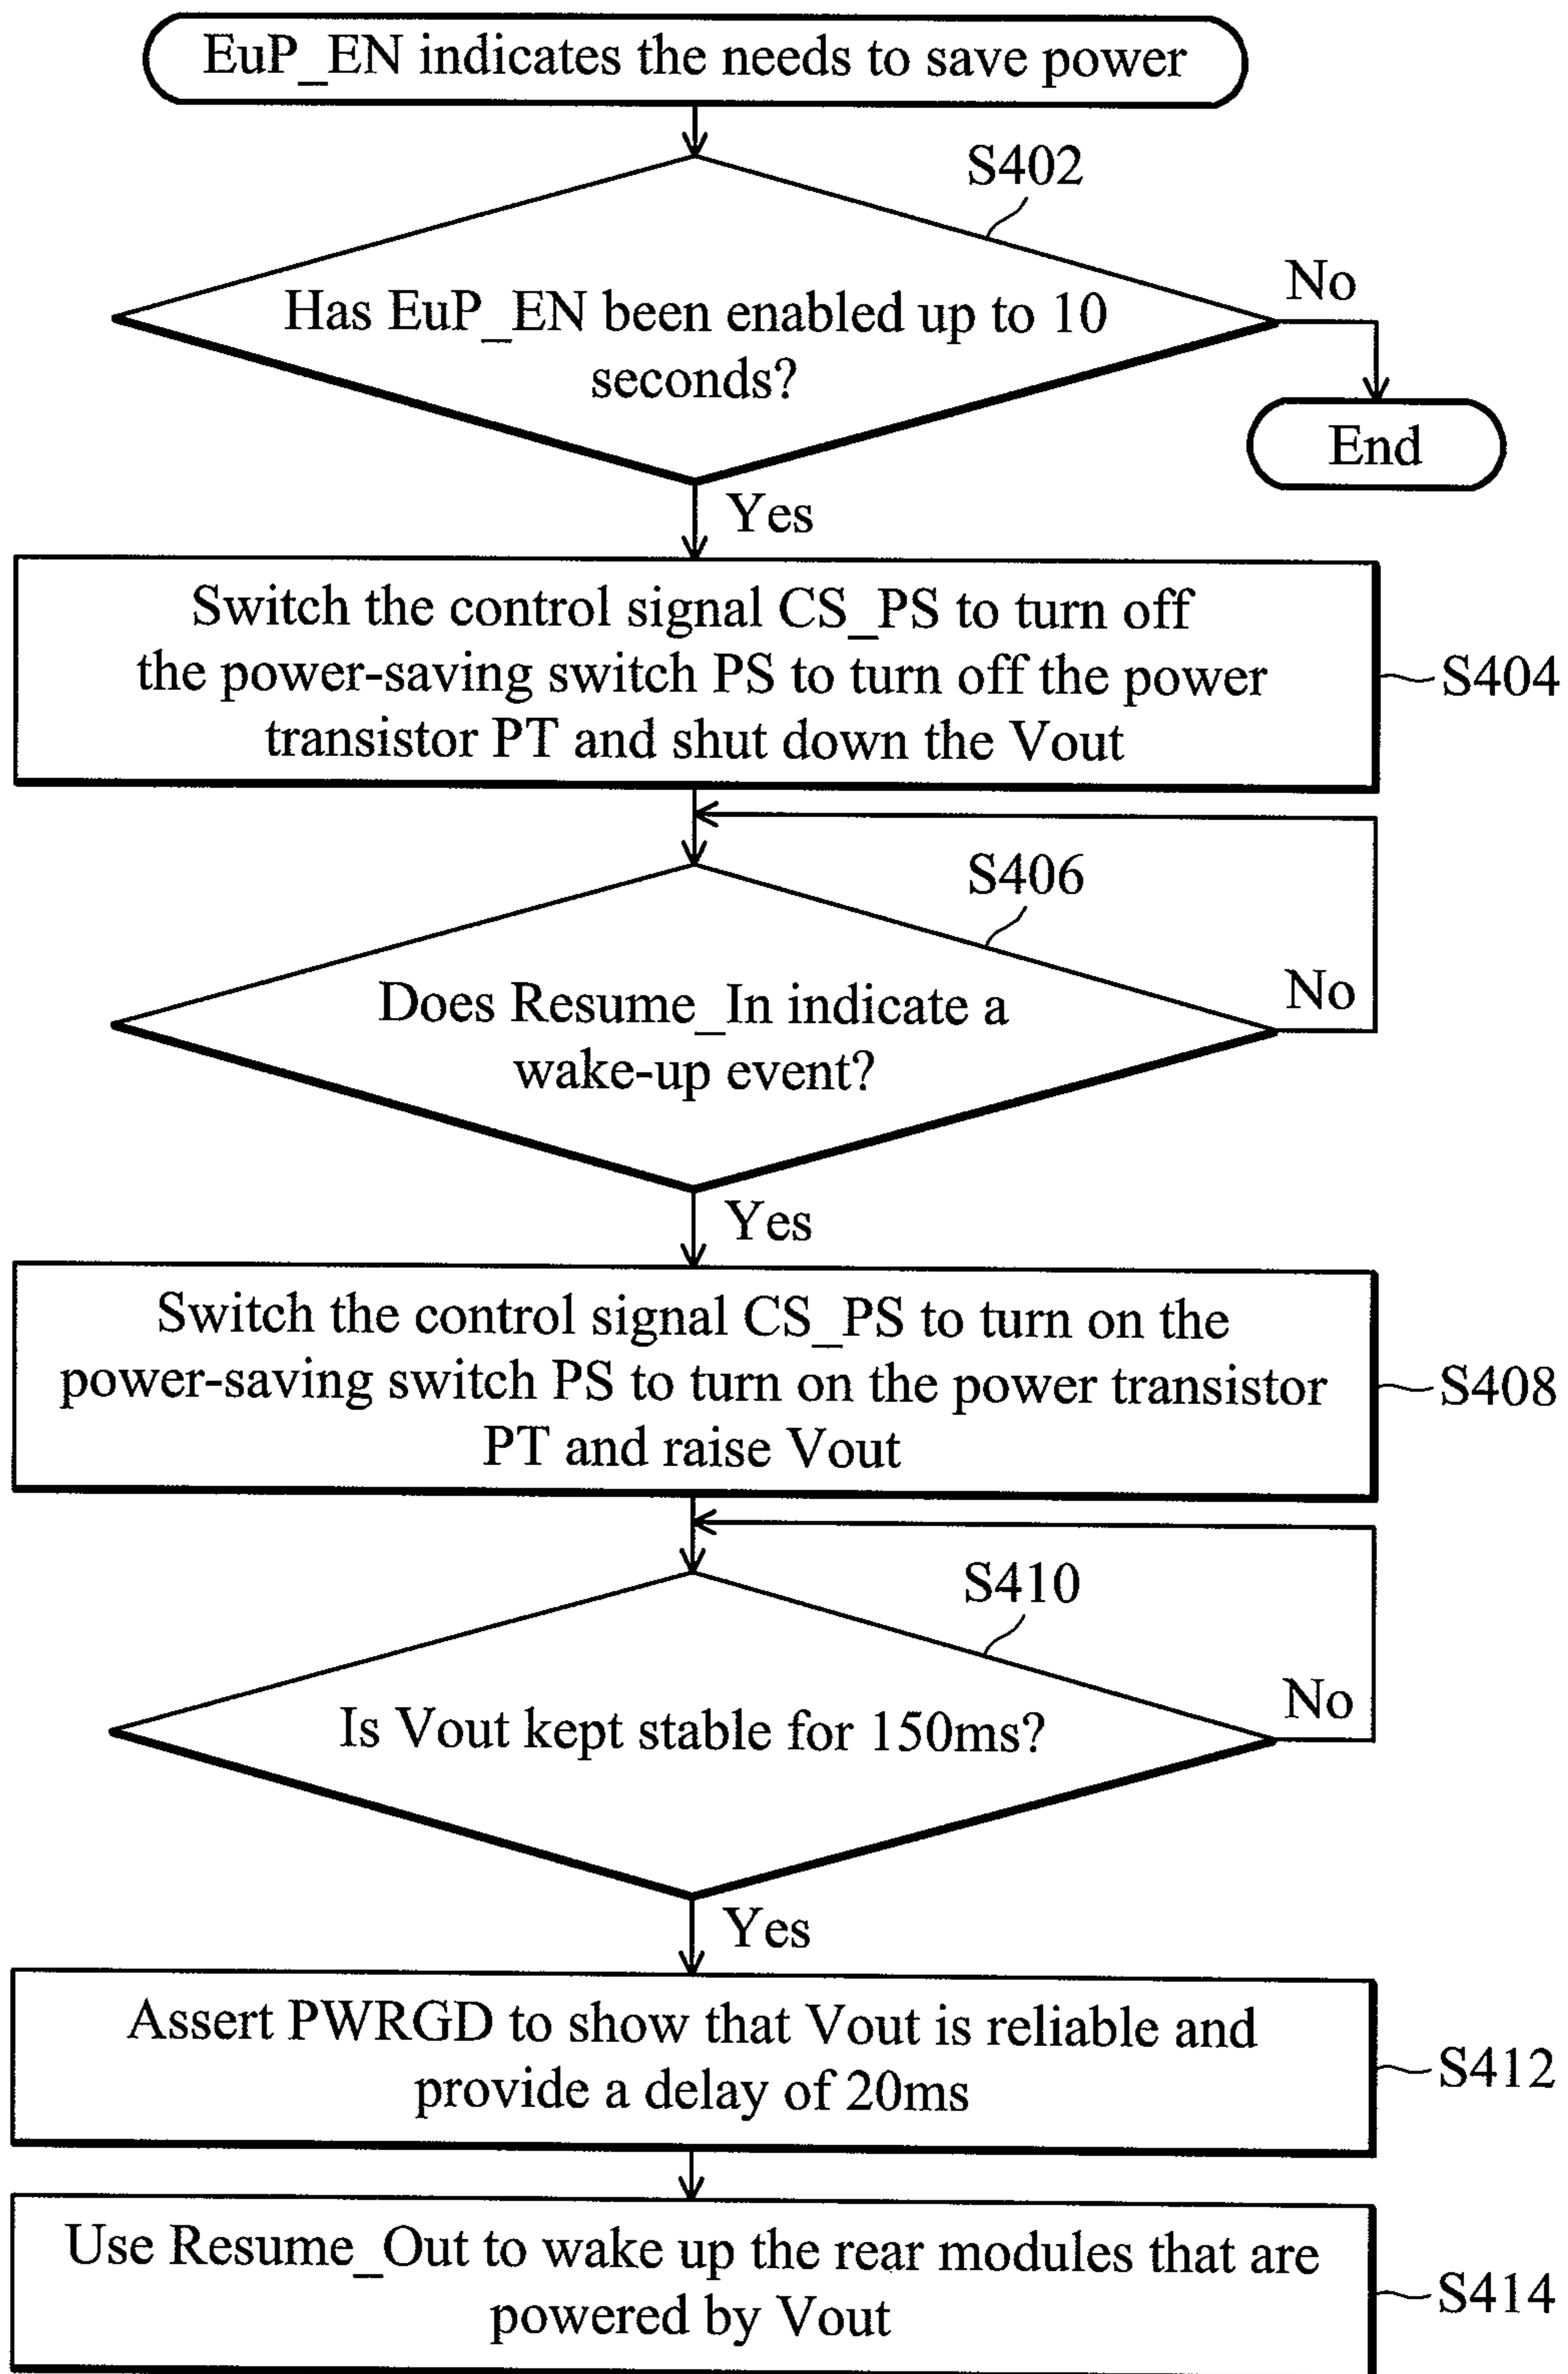 EuP_EN indicates the needs to save power
S402
No
Has EuP_EN been enabled up to 10
seconds?
End
Yes
Switch the control signal CS_PS to turn off
the power-saving switch PS to turn off the power
transistor PT and shut down the Vout
S404
S406
No
Does Resume_In indicate a
wake-up event?
Yes
Switch the control signal CS_PS to turn on the
power-saving switch PS to turn on the power transistor
PT and raise Vout
S408
S410
No
Is Vout kept stable for 150ms?
Yes
Assert PWRGD to show that Vout is reliable and
provide a delay of 20ms
S412
Use Resume_Out to wake up the rear modules that are
powered by Vout
S414